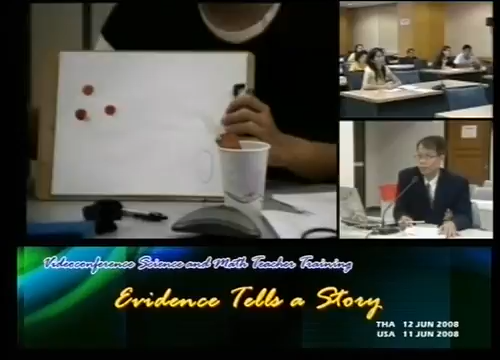 Videoconference Science and Math Teacher Training
Evidence Tells a Story
THA 12 JUN 2008
USA 11 JUN 2008